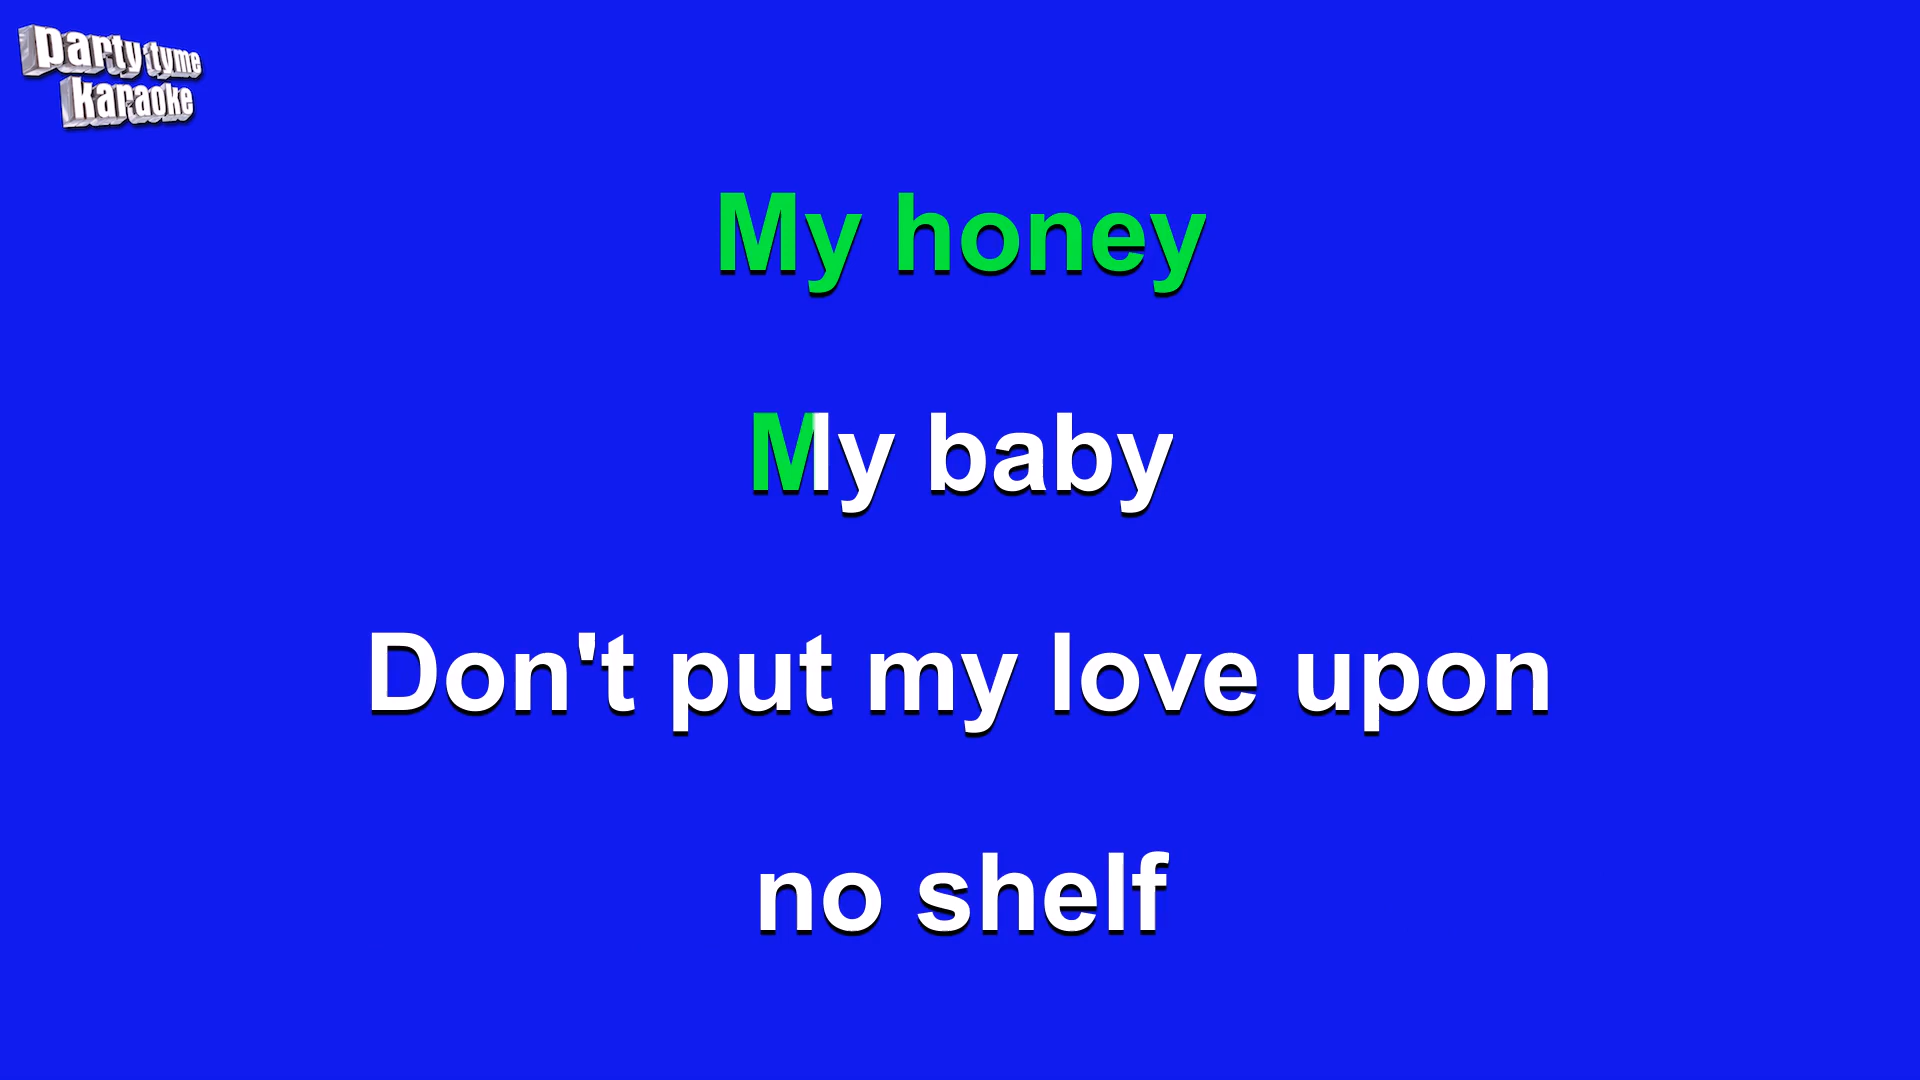 party tyme
karaoke
My honey
My baby
Don't put my love upon
no shelf